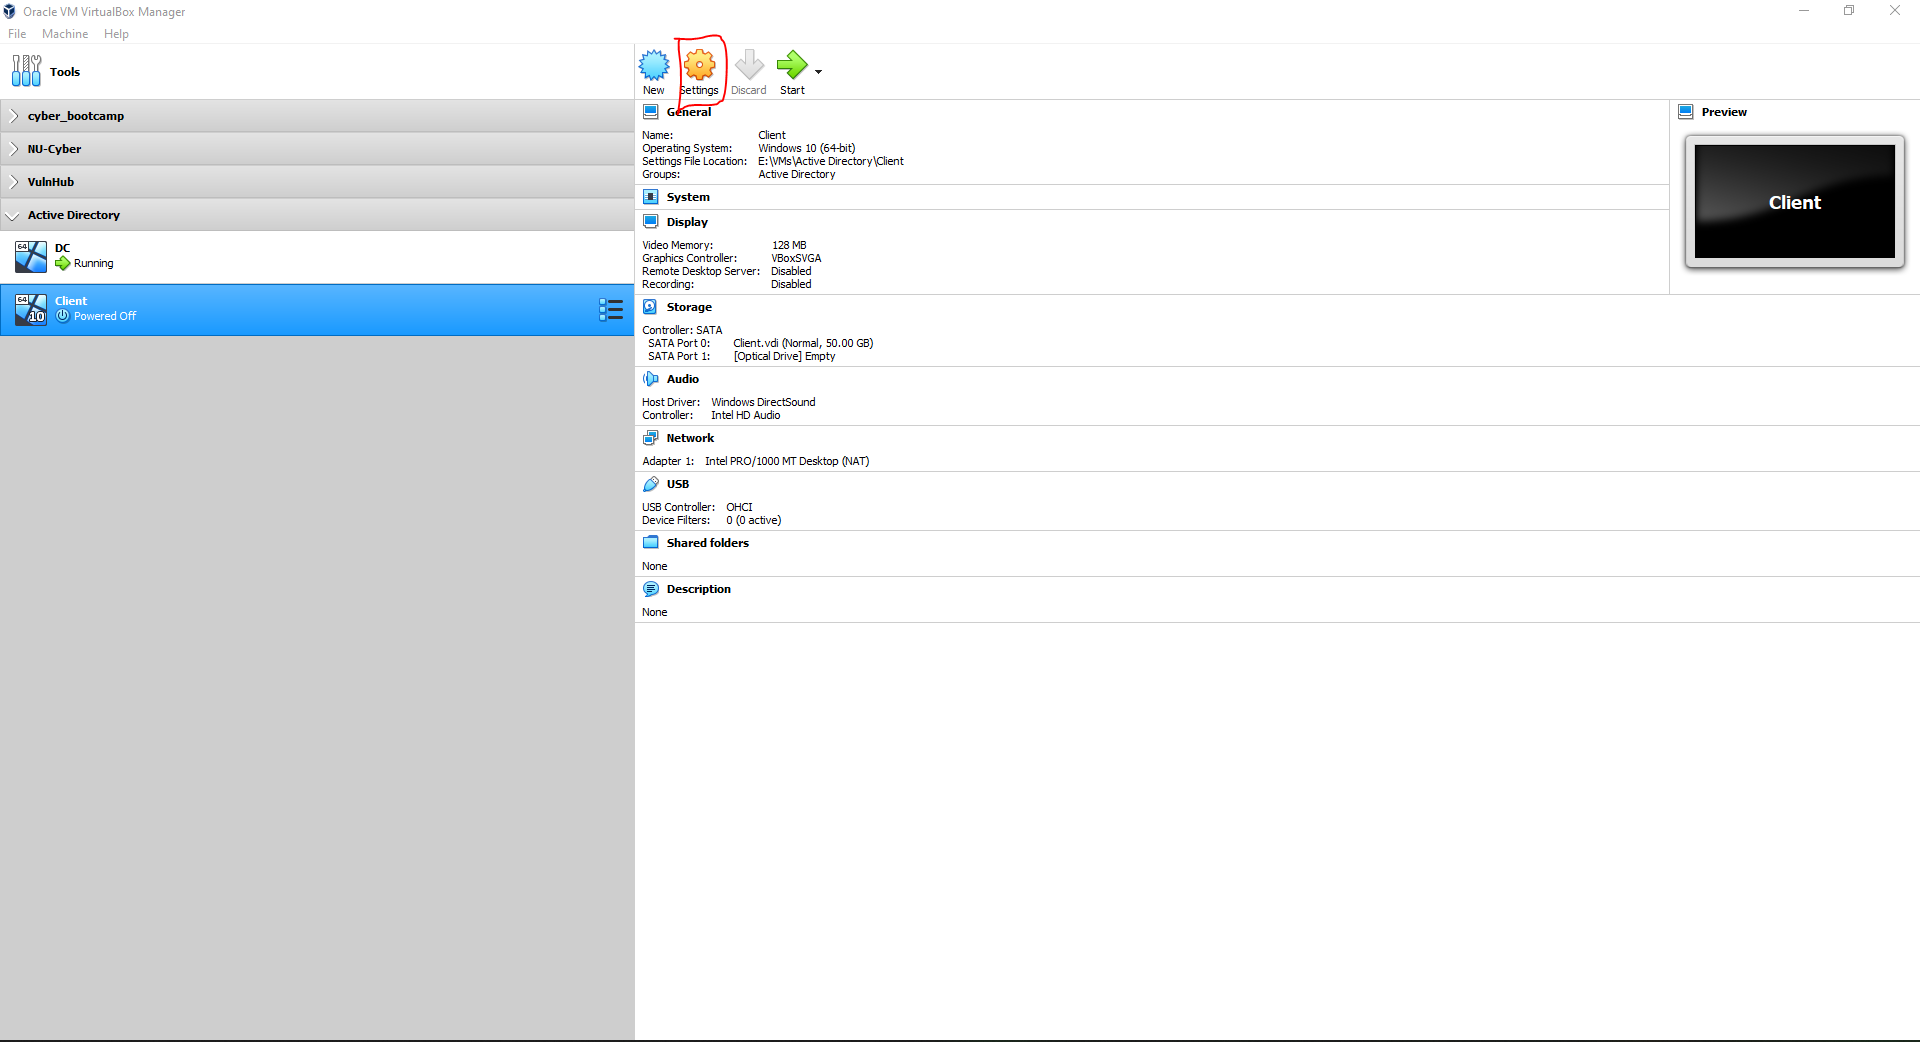 Oracle VM VirtualBox Manager
File Machine Help
Tools
New Settings Discard Start
cyber_bootcamp
NU-Cyber
VulnHub
Active Directory
64
DC
Running
64
10
Client
Powered Off
General
Name: Client
Operating System: Windows 10 (64-bit)
Settings File Location: E:\VMs\Active Directory\Client
Groups: Active Directory
System
Display
Video Memory: 128 MB
Graphics Controller: VBoxSVGA
Remote Desktop Server: Disabled
Recording: Disabled
Storage
Controller: SATA
SATA Port 0: Client.vdi (Normal, 50.00 GB)
SATA Port 1: [Optical Drive] Empty
Audio
Host Driver: Windows DirectSound
Controller: Intel HD Audio
Network
Adapter 1: Intel PRO/1000 MT Desktop (NAT)
USB
USB Controller: OHCI
Device Filters: 0 (0 active)
Shared folders
None
Description
None
Preview
Client